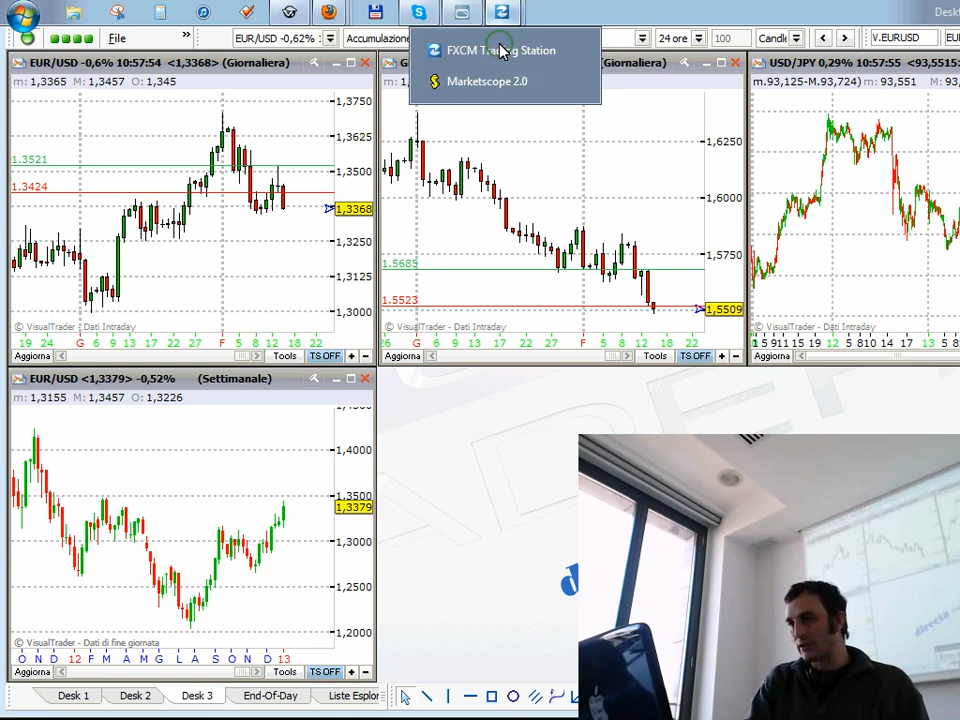 Deskt
File
»
EUR/USD -0,62%
Accumulazione
24 ore
100
Candle
V.EURUSD
FXCM Trading Station
Marketscope 2.0
EUR/USD -0,6% 10:57:54 <1,3368> (Giornaliera)
m: 1,3365 M: 1,3457 O: 1,345
1,3750
1,3625
1.3521
1,3500
1.3424
1,3368
1,3250
1,3125
1,3000
© VisualTrader - Dati Intraday
19 24 G 7 12 17 22 27 F 5 8 12 18 22
Aggiorna
Tools
TS OFF
(Giornaliera)
1,6250
1,6000
1,5750
1.5685
1.5523
1,5509
© VisualTrader - Dati Intraday
26 G 6 9 12 17 22 27 F 5 8 12 18 22
Aggiorna
Tools
TS OFF
USD/JPY 0,29% 10:57:55 <93,5515>
m.93,125-M.93,724) m: 93,551 M:
© VisualTrader - Dati Intraday
Aggiorna
EUR/USD <1,3379> -0,52% (Settimanale)
m: 1,3155 M: 1,3457 O: 1,3226
1,4000
1,3500
1,3379
1,3000
1,2500
1,2000
© VisualTrader - Dati di fine giornata
O N D 12 F M A M G L A S O N D 13
Aggiorna
Tools
TS OFF
Desk 1
Desk 2
Desk 3
End-Of-Day
Liste Esplor
directa